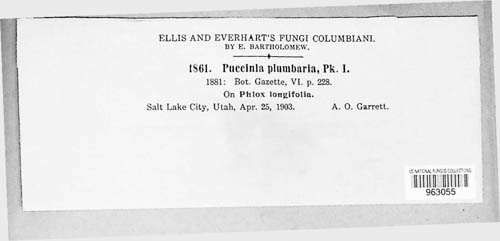 ELLIS AND EVERHART'S FUNGI COLUMBIANI.
BY E. BARTHOLOMEW.
1861. Puccinia plumbaria, Pk. I.
1881: Bot. Gazette, VI. p. 228.
On Phlox longifolia.
Salt Lake City, Utah, Apr. 25, 1903. A. O. Garrett.
US NATIONAL FUNGUS COLLECTIONS
963055